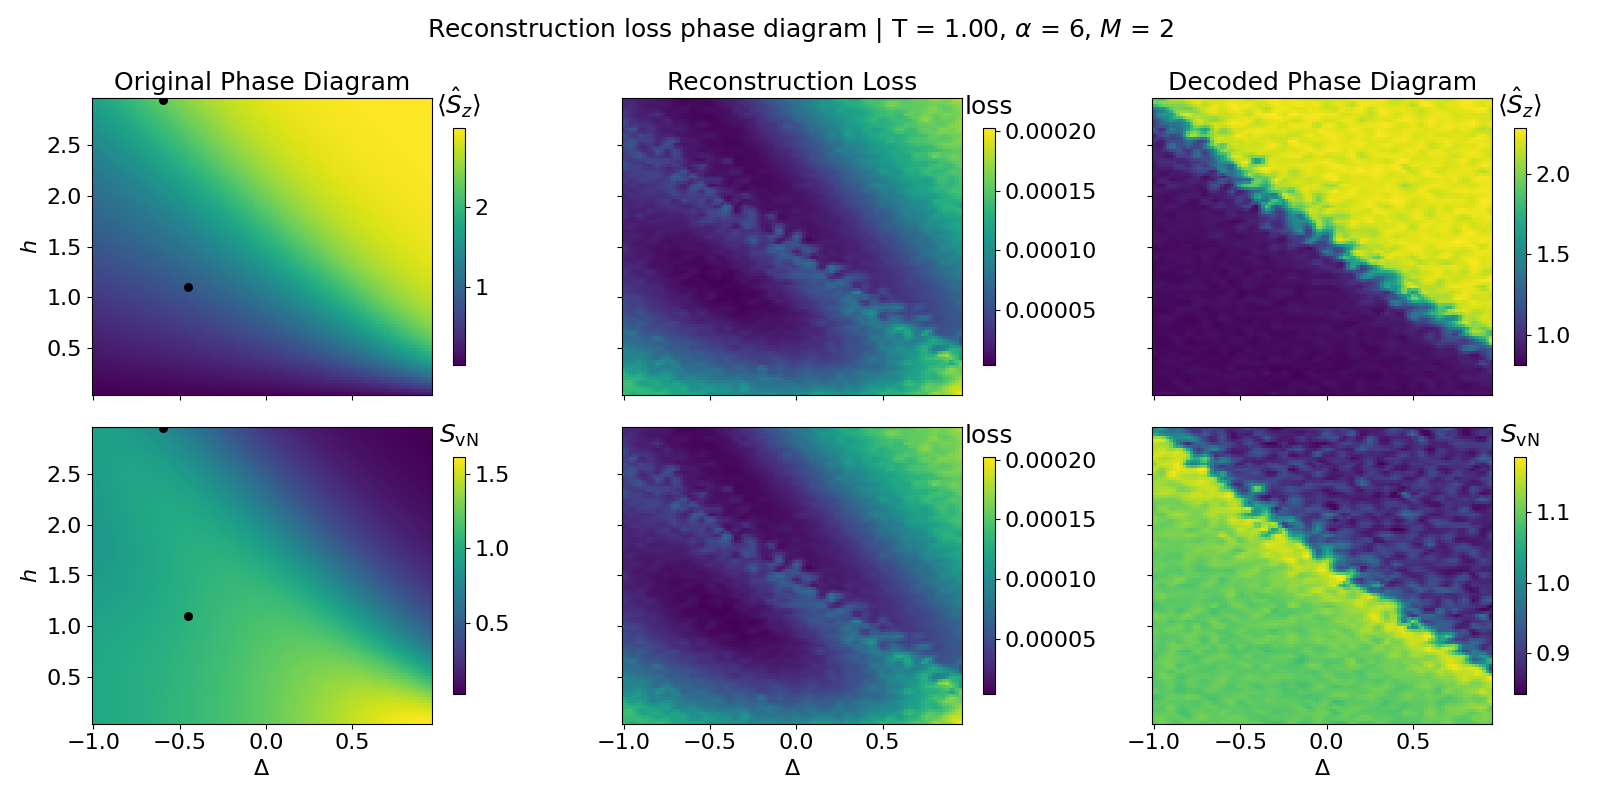 Reconstruction loss phase diagram | T = 1.00, α = 6, M = 2
Original Phase Diagram
⟨Ŝ_z⟩
Reconstruction Loss
loss
Decoded Phase Diagram
⟨Ŝ_z⟩
h
2.5
2.0
1.5
1.0
0.5
2
1
0.00020
0.00015
0.00010
0.00005
2.0
1.5
1.0
S_vN
loss
S_vN
h
2.5
2.0
1.5
1.0
0.5
1.5
1.0
0.5
0.00020
0.00015
0.00010
0.00005
1.1
1.0
0.9
−1.0 −0.5 0.0 0.5
−1.0 −0.5 0.0 0.5
−1.0 −0.5 0.0 0.5
Δ
Δ
Δ